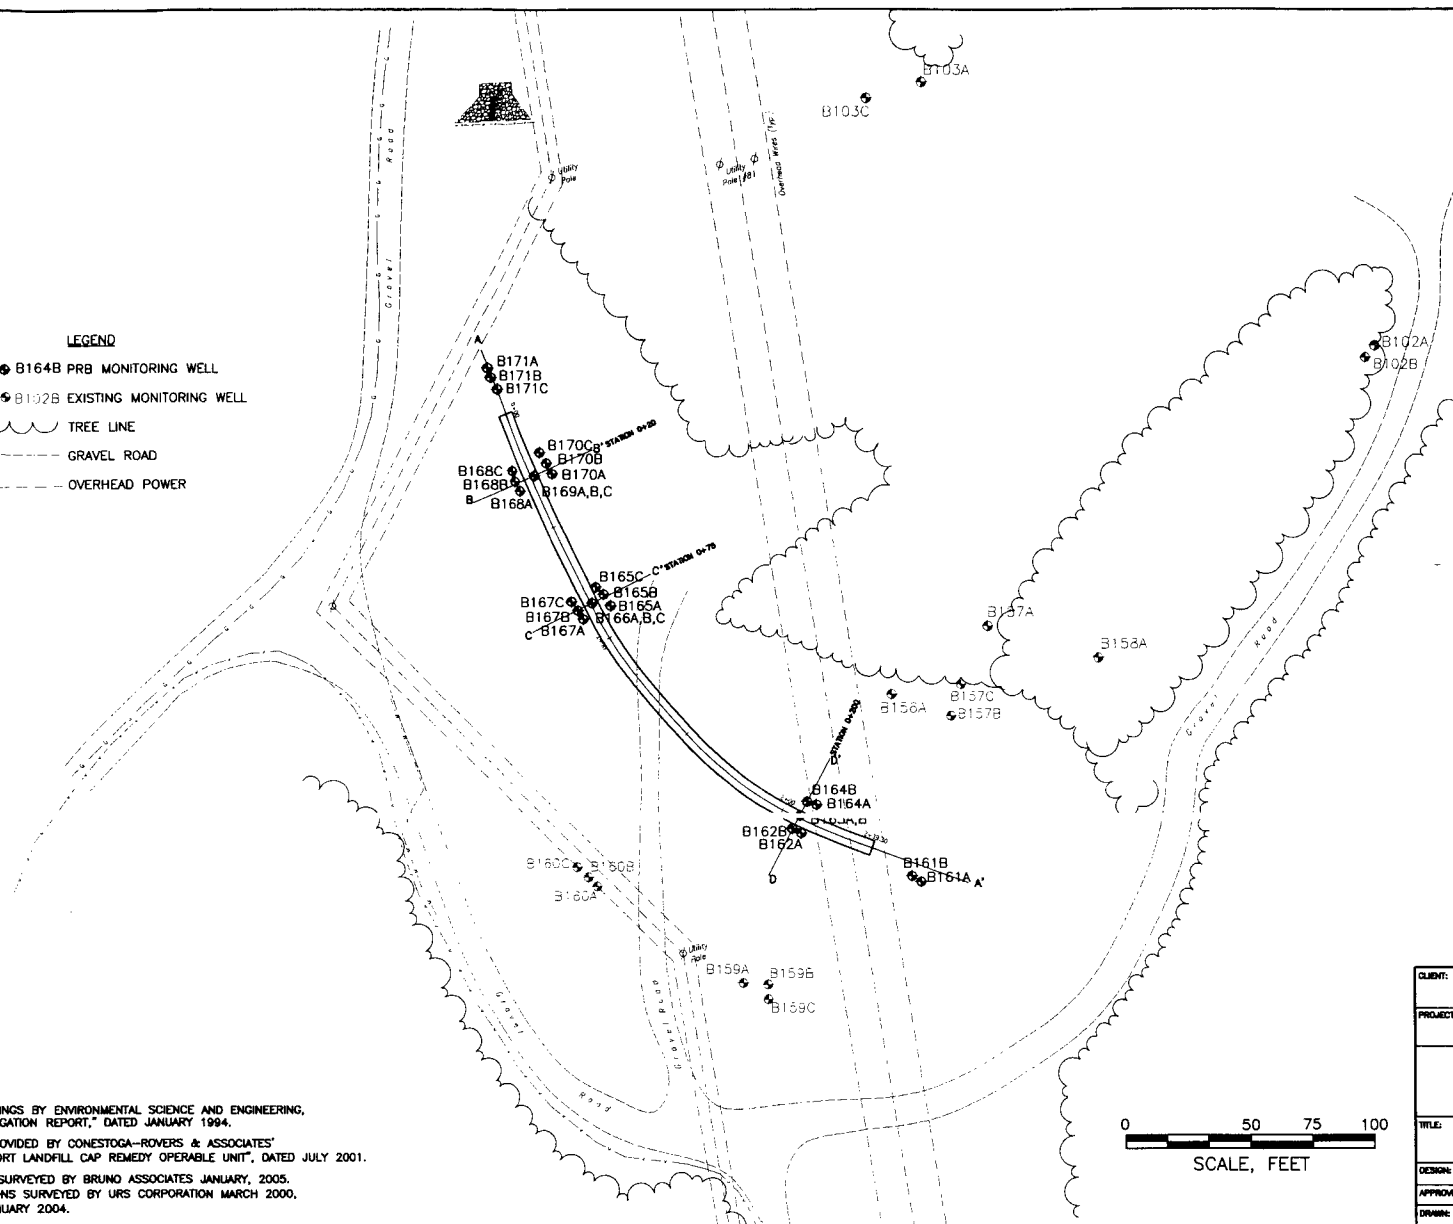 B103A
B103C
Road
Gravel
Utility
Pole
Utility
Pole #81
Overhead Wires (Typ.)
LEGEND
B164B PRB MONITORING WELL
B102B EXISTING MONITORING WELL
TREE LINE
GRAVEL ROAD
OVERHEAD POWER
A
B171A
B171B
B171C
B102A
B102B
B170C
B' STATION 0+20
B170B
B170A
B168C
B168B
B168A
B
B169A,B,C
C' STATION 0+75
B165C
B165B
B165A
B167C
B167B
B167A
B166A,B,C
C
B158A
B157C
B157B
Road
Gravel
STATION 0+200
D'
B164B
B164A
B162B
B162A
D
B161B
B161A
A'
B160C
B160B
B160A
Utility
Pole
B159A
B159B
B159C
Gravel
Road
Gravel Road
INGS BY ENVIRONMENTAL SCIENCE AND ENGINEERING,
GATION REPORT," DATED JANUARY 1994.
OVIDED BY CONESTOGA-ROVERS & ASSOCIATES'
ORT LANDFILL CAP REMEDY OPERABLE UNIT", DATED JULY 2001.
SURVEYED BY BRUNO ASSOCIATES JANUARY, 2005.
NS SURVEYED BY URS CORPORATION MARCH 2000,
UARY 2004.
0 50 75 100
SCALE, FEET
CLIENT:
PROJECT
TITLE:
DESIGN:
APPROV
DRAWN: